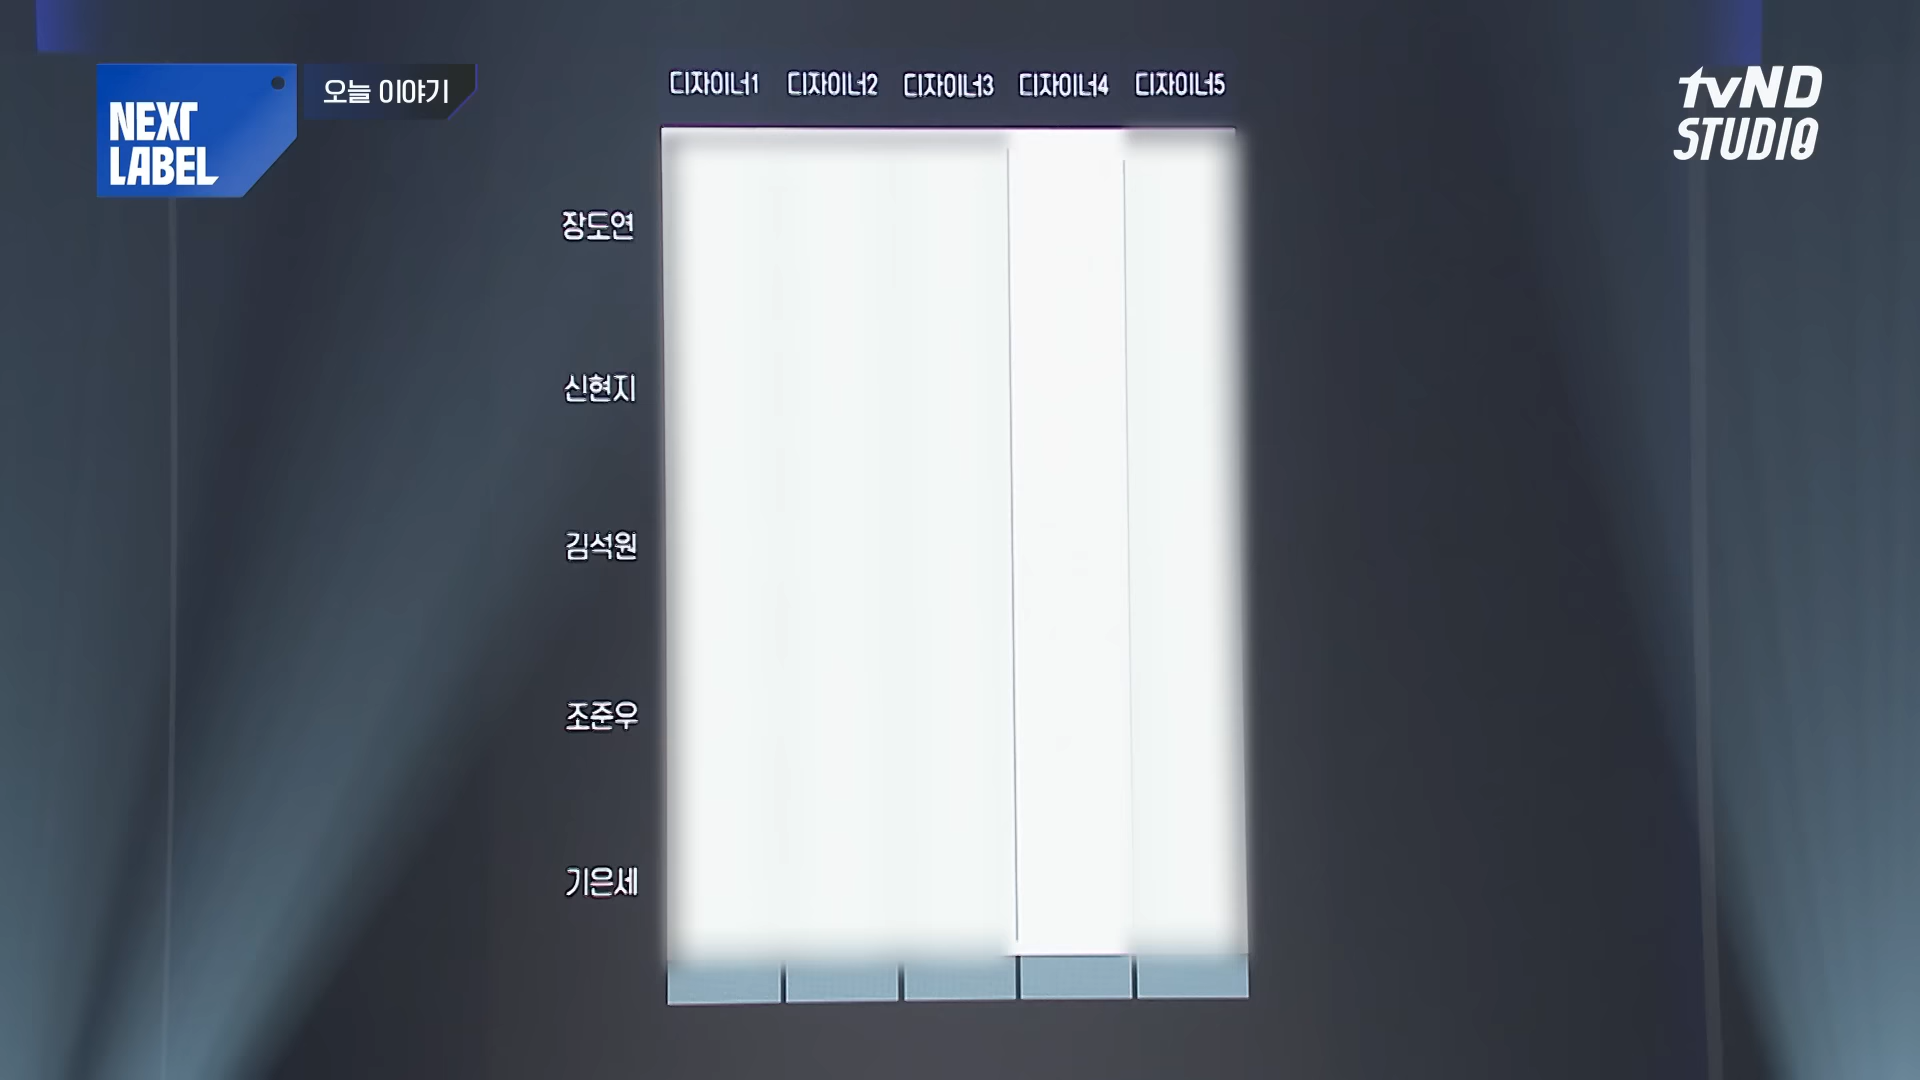 NEXT
LABEL
오늘 이야기
tvND
STUDIO
디자이너1 디자이너2 디자이너3 디자이너4 디자이너5
장도연
신현지
김석원
조준우
기은세